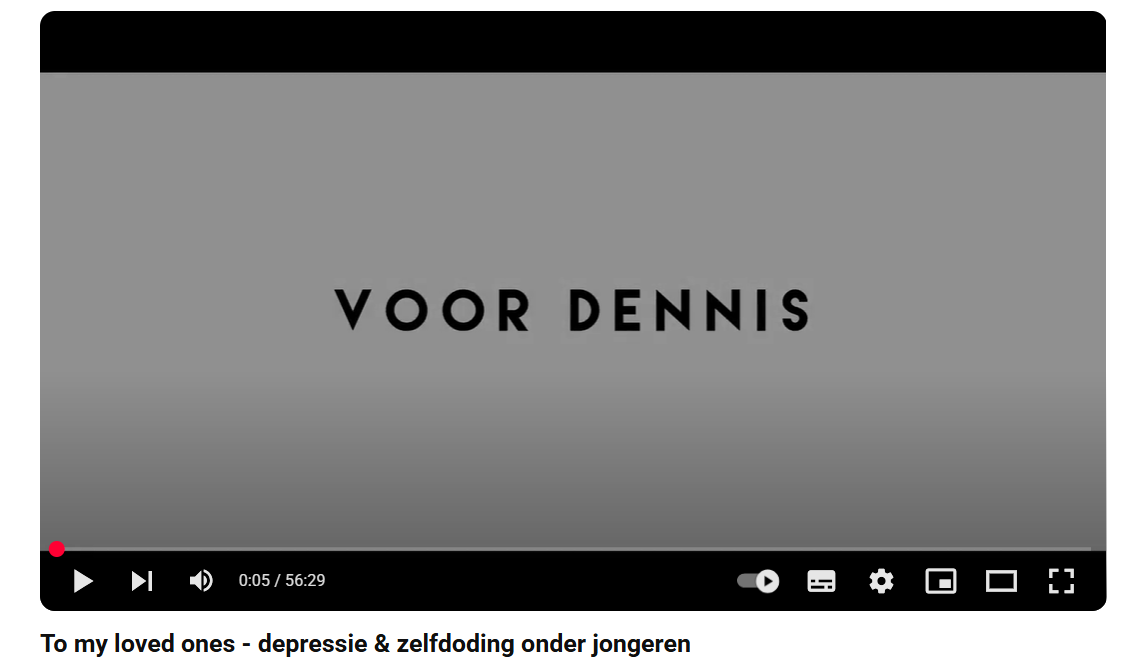 VOOR DENNIS
0:05 / 56:29
To my loved ones - depressie & zelfdoding onder jongeren